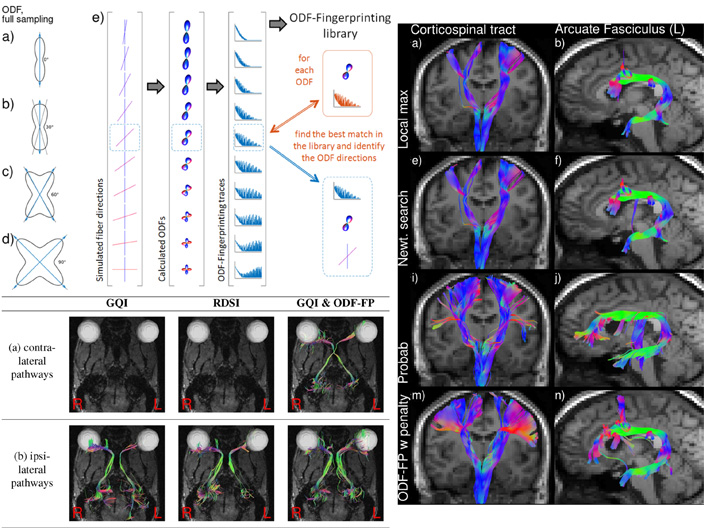 ODF,
full sampling
a)
0°
b)
c)
60°
d)
90°
e)
Simulated fiber directions
Calculated ODFs
ODF-Fingerprinting traces
ODF-Fingerprinting
library
for
each
ODF
find the best match in
the library and identify
the ODF directions
GQI
RDSI
GQI & ODF-FP
(a) contra-
lateral
pathways
R
L
R
L
R
L
(b) ipsi-
lateral
pathways
R
L
R
L
R
L
Corticospinal tract
Arcuate Fasciculus (L)
Local max
a)
b)
Newt. search
e)
f)
Probab
i)
j)
ODF-FP w penalty
m)
n)